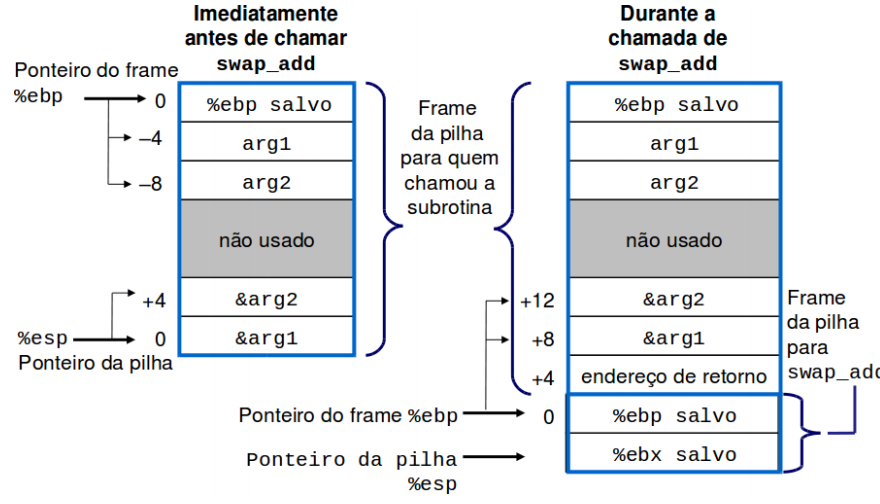 Imediatamente
antes de chamar
swap_add
Ponteiro do frame
%ebp
0
–4
–8
%ebp salvo
arg1
arg2
não usado
&arg2
&arg1
+4
%esp
0
Ponteiro da pilha
Frame
da pilha
para quem
chamou a
subrotina
Durante a
chamada de
swap_add
%ebp salvo
arg1
arg2
não usado
+12
&arg2
+8
&arg1
+4
endereço de retorno
Ponteiro do frame %ebp
0
%ebp salvo
Ponteiro da pilha
%esp
%ebx salvo
Frame
da pilha
para
swap_add